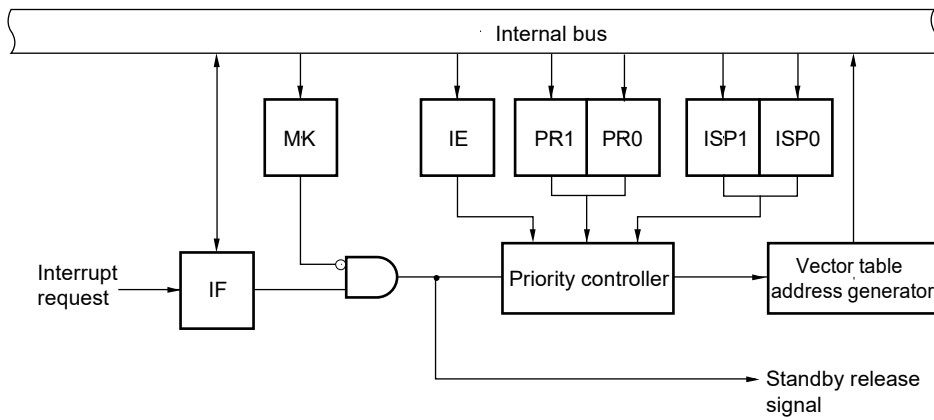 Internal bus
MK
IE
PR1
PR0
ISP1
ISP0
Interrupt
request
IF
Priority controller
Vector table
address generator
Standby release
signal